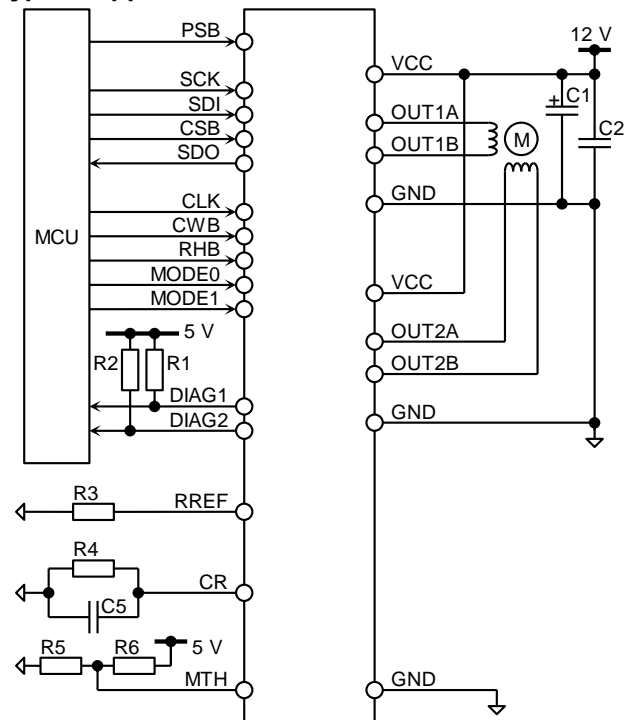 PSB
12 V
VCC
SCK
C1
+
SDI
OUT1A
CSB
C2
M
SDO
OUT1B
CLK
GND
CWB
MCU
RHB
MODE0
VCC
MODE1
5 V
OUT2A
R2
R1
OUT2B
DIAG1
DIAG2
GND
R3
RREF
R4
CR
C5
R5
R6
5 V
MTH
GND